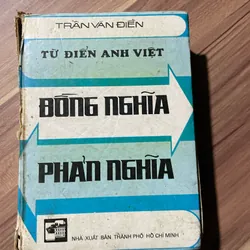 TRẦN VĂN ĐIỀN
TỪ ĐIỂN ANH VIỆT
ĐỒNG NGHĨA
PHẢN NGHĨA
NHÀ XUẤT BẢN THÀNH PHỐ HỒ CHÍ MINH